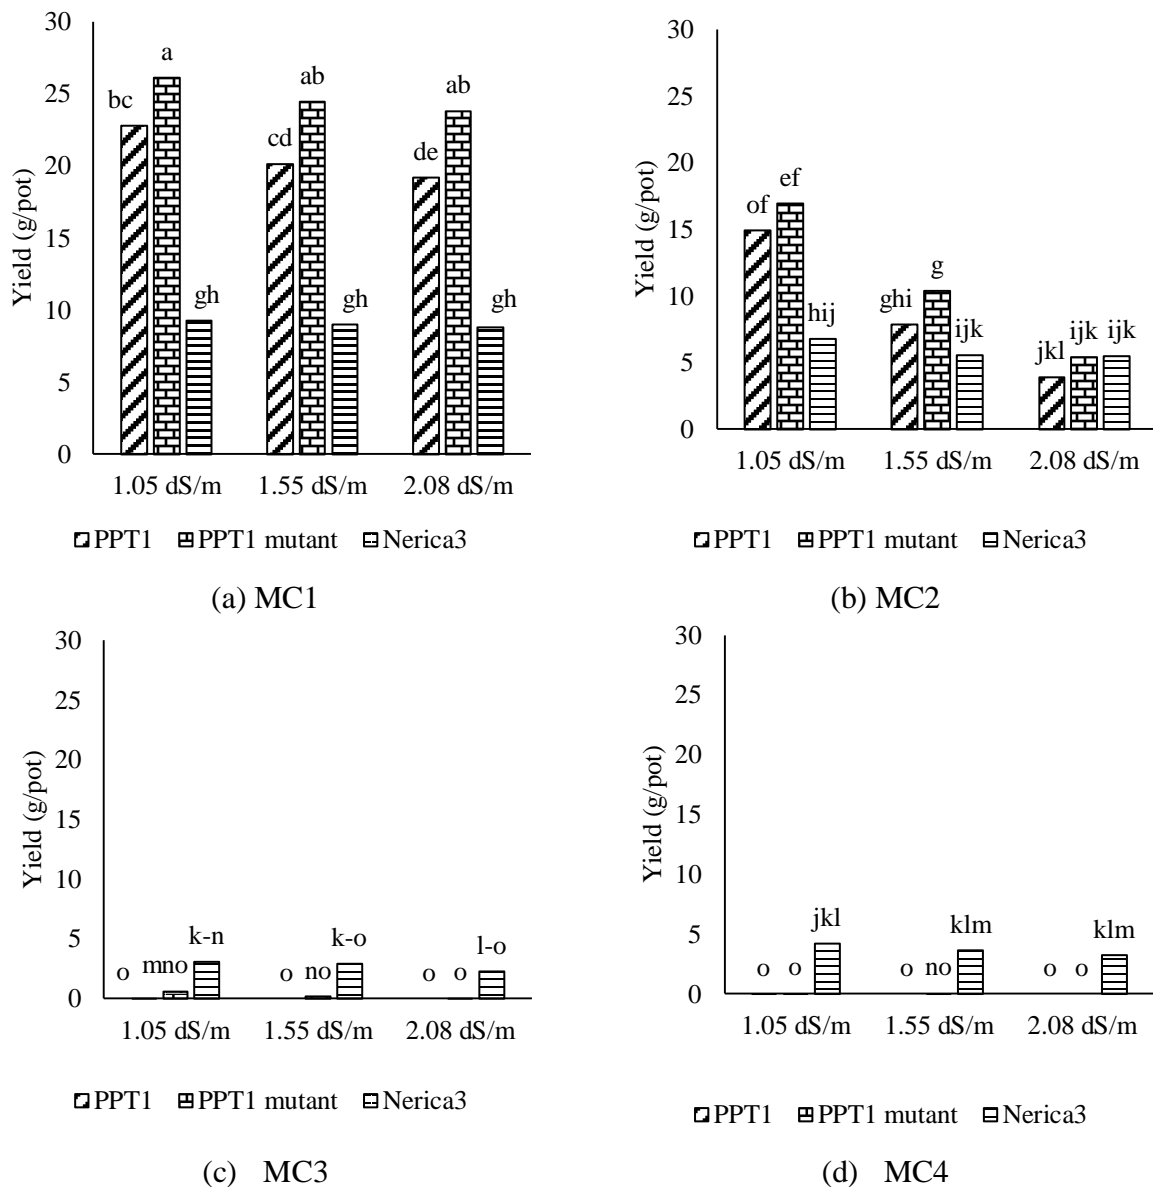 30
25
20
15
10
5
0
Yield (g/pot)
bc
a
cd
ab
de
ab
gh
gh
gh
1.05 dS/m 1.55 dS/m 2.08 dS/m
PPT1 PPT1 mutant Nerica3
(a) MC1
30
25
20
15
10
5
0
Yield (g/pot)
of
ef
hij
ghi
g
ijk
jkl
ijk
ijk
1.05 dS/m 1.55 dS/m 2.08 dS/m
PPT1 PPT1 mutant Nerica3
(b) MC2
30
25
20
15
10
5
0
Yield (g/pot)
o
mno
k-n
o
no
k-o
o
o
l-o
1.05 dS/m 1.55 dS/m 2.08 dS/m
PPT1 PPT1 mutant Nerica3
(c) MC3
30
25
20
15
10
5
0
Yield (g/pot)
o
o
jkl
o
no
klm
o
o
klm
1.05 dS/m 1.55 dS/m 2.08 dS/m
PPT1 PPT1 mutant Nerica3
(d) MC4